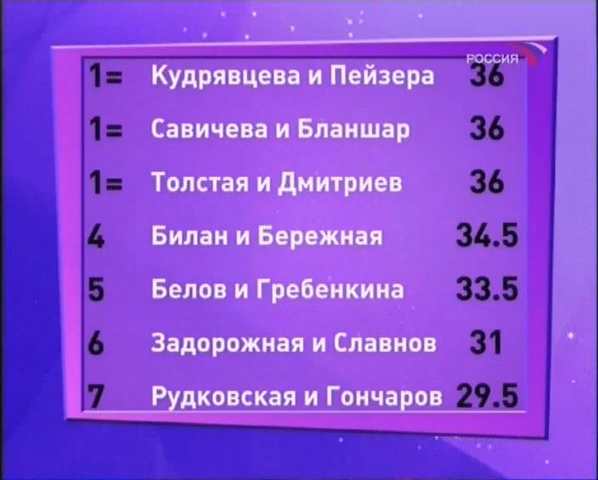 РОССИЯ
1= Кудрявцева и Пейзера 36
1= Савичева и Бланшар 36
1= Толстая и Дмитриев 36
4 Билан и Бережная 34.5
5 Белов и Гребенкина 33.5
6 Задорожная и Славнов 31
7 Рудковская и Гончаров 29.5